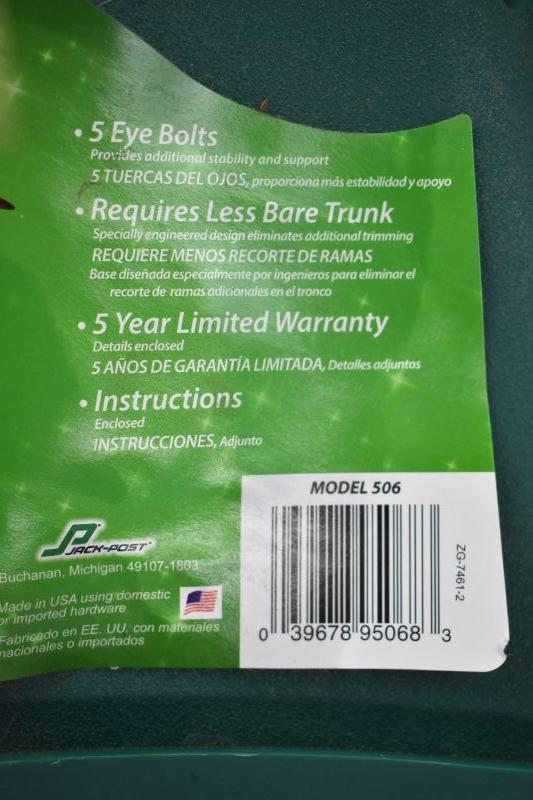 • 5 Eye Bolts
Provides additional stability and support
5 TUERCAS DEL OJOS, proporciona más estabilidad y apoyo
• Requires Less Bare Trunk
Specially engineered design eliminates additional trimming
REQUIERE MENOS RECORTE DE RAMAS
Base diseñada especialmente por ingenieros para eliminar el
recorte de ramas adicionales en el tronco
• 5 Year Limited Warranty
Details enclosed
5 AÑOS DE GARANTÍA LIMITADA, Detalles adjuntos
• Instructions
Enclosed
INSTRUCCIONES, Adjunto
MODEL 506
JACK-POST
Buchanan, Michigan 49107-1803
Made in USA using domestic
or imported hardware
Fabricado en EE. UU. con materiales
nacionales o importados
ZG-7461-2
0 39678 95068 3